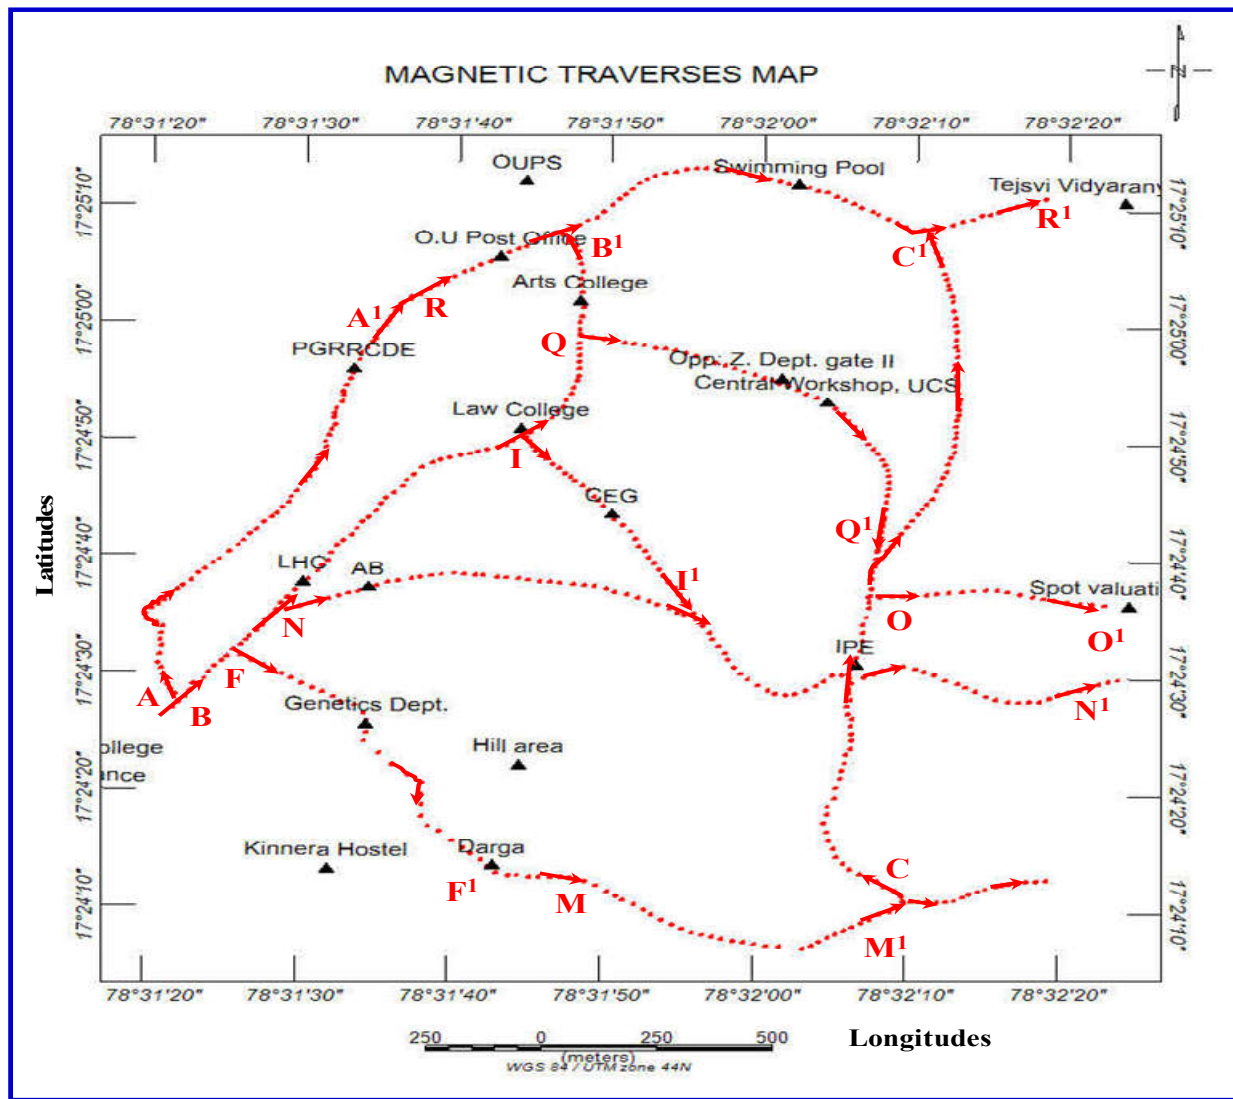 MAGNETIC TRAVERSES MAP
N
78°31'20" 78°31'30" 78°31'40" 78°31'50" 78°32'00" 78°32'10" 78°32'20"
OUPS
Swimming Pool
Tejsvi Vidyarany
17°25'10"
17°25'10"
R¹
B¹
O.U Post Office
C¹
Arts College
A¹
R
17°25'00"
17°25'00"
Q
PGRRCDE
Opp: Z. Dept. gate II
Central Workshop, UCS
Law College
17°24'50"
17°24'50"
I
CEG
Q¹
Latitudes
17°24'40"
17°24'40"
LHG
AB
I¹
Spot valuati
N
O
O¹
IPE
17°24'30"
17°24'30"
F
A
B
N¹
Genetics Dept.
ollege
nce
Hill area
17°24'20"
17°24'20"
Kinnera Hostel
Darga
C
F¹
M
17°24'10"
17°24'10"
M¹
78°31'20" 78°31'30" 78°31'40" 78°31'50" 78°32'00" 78°32'10" 78°32'20"
250 0 250 500
Longitudes
(meters)
WGS 84 / UTM zone 44N